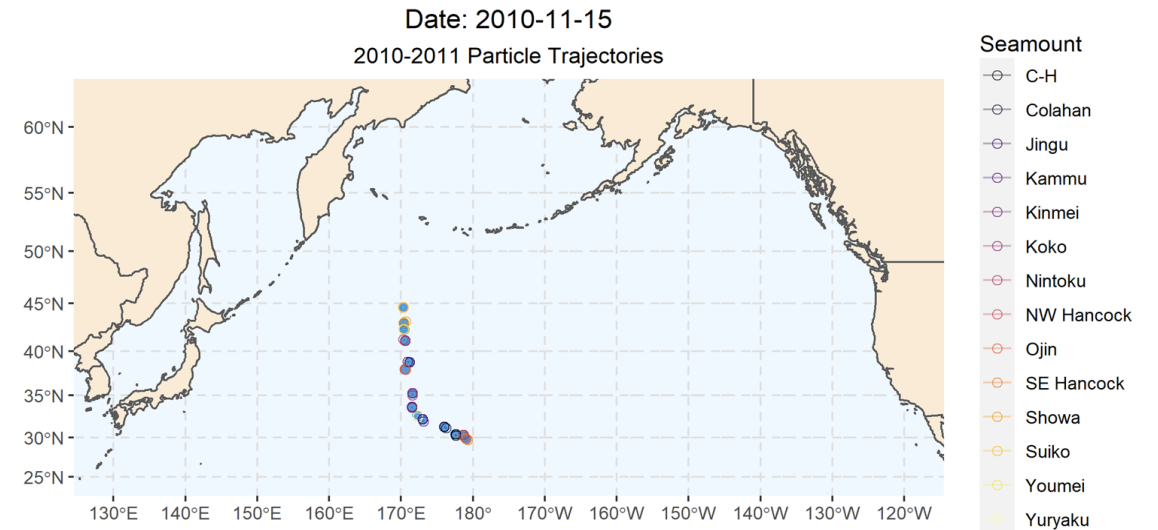 Date: 2010-11-15
2010-2011 Particle Trajectories
60°N
55°N
50°N
45°N
40°N
35°N
30°N
25°N
130°E 140°E 150°E 160°E 170°E 180° 170°W 160°W 150°W 140°W 130°W 120°W
Seamount
C-H
Colahan
Jingu
Kammu
Kinmei
Koko
Nintoku
NW Hancock
Ojin
SE Hancock
Showa
Suiko
Youmei
Yuryaku